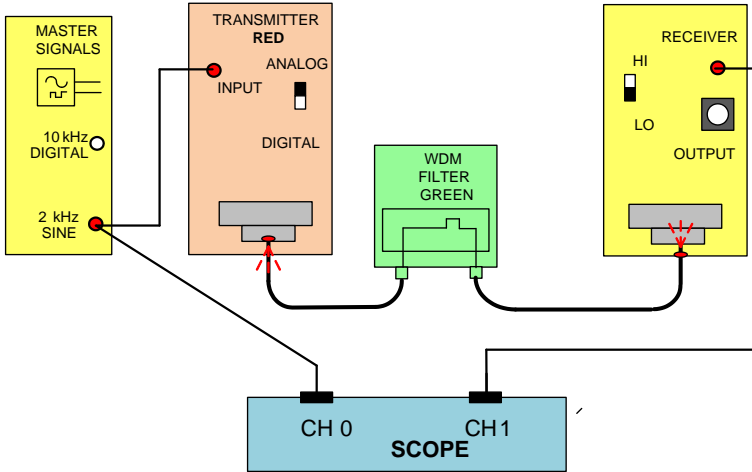 MASTER
SIGNALS
10 kHz
DIGITAL
2 kHz
SINE
TRANSMITTER
RED
ANALOG
INPUT
DIGITAL
WDM
FILTER
GREEN
RECEIVER
HI
LO
OUTPUT
CH 0
CH1
SCOPE